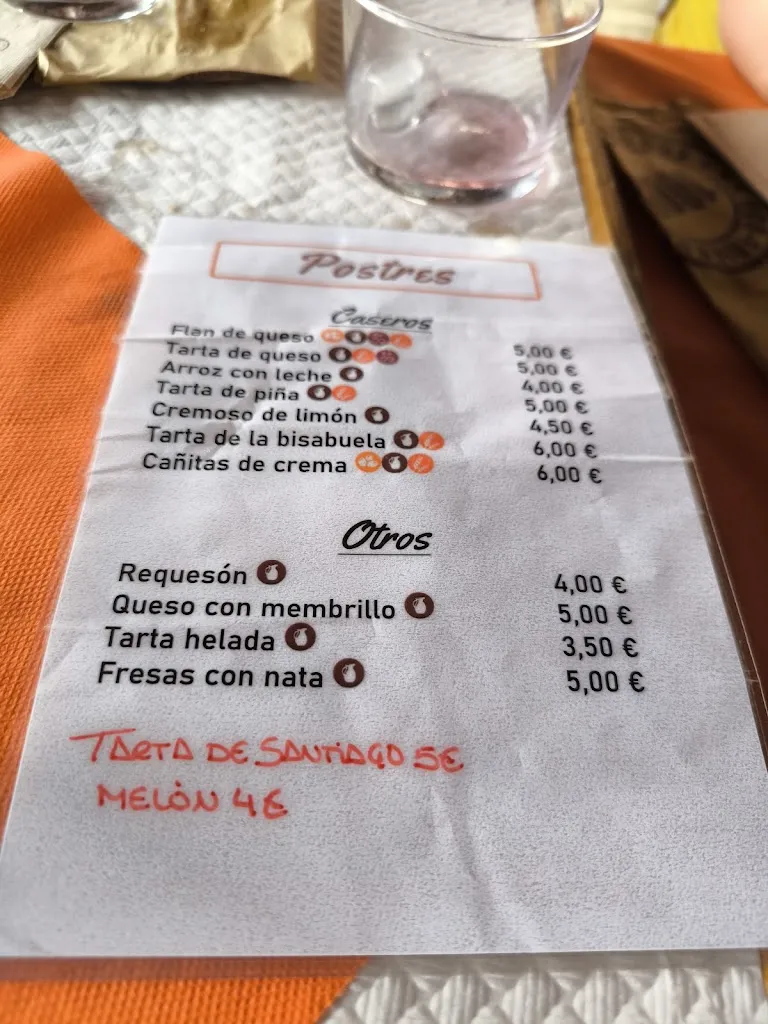 Postres
Caseros
Flan de queso 5,00 €
Tarta de queso 5,00 €
Arroz con leche 4,00 €
Tarta de piña 5,00 €
Cremoso de limón 4,50 €
Tarta de la bisabuela 6,00 €
Cañitas de crema 6,00 €
Otros
Requesón 4,00 €
Queso con membrillo 5,00 €
Tarta helada 3,50 €
Fresas con nata 5,00 €
TARTA DE SANTIAGO 5€
MELÓN 4€